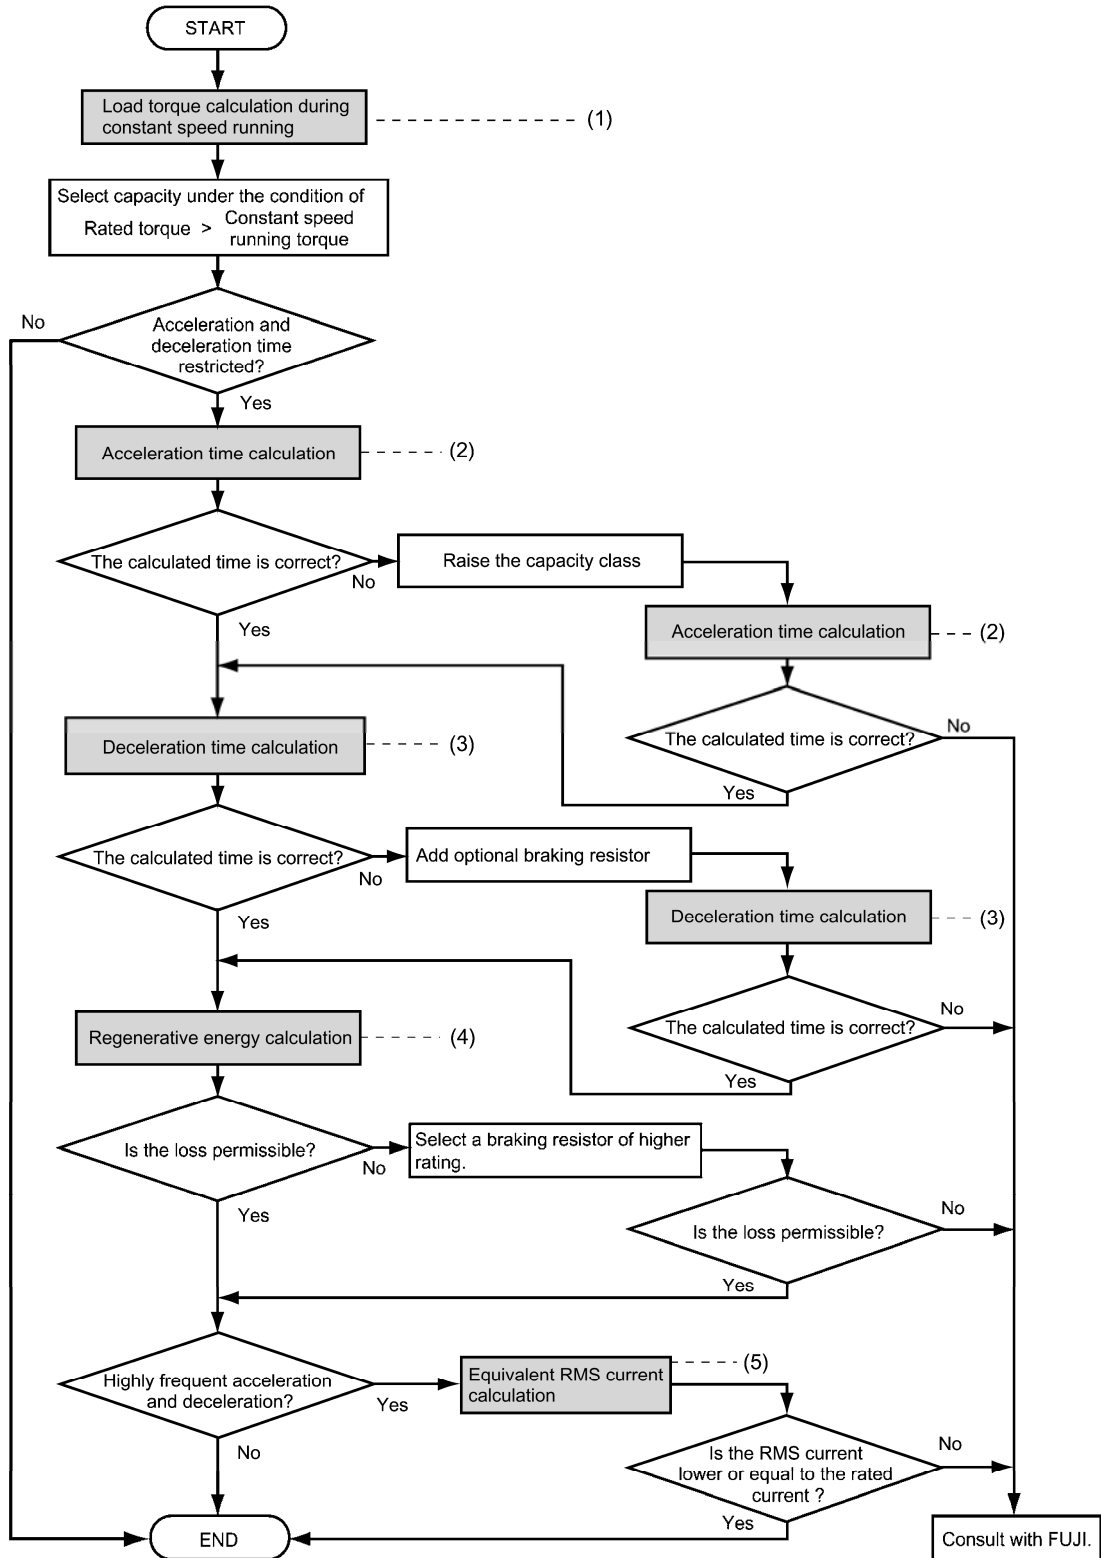 START
Load torque calculation during
constant speed running
(1)
Select capacity under the condition of
Rated torque > Constant speed
running torque
No
Acceleration and
deceleration time
restricted?
Yes
Acceleration time calculation
(2)
The calculated time is correct?
No
Raise the capacity class
Yes
Acceleration time calculation
(2)
The calculated time is correct?
No
Yes
Deceleration time calculation
(3)
The calculated time is correct?
No
Add optional braking resistor
Yes
Deceleration time calculation
(3)
The calculated time is correct?
No
Yes
Regenerative energy calculation
(4)
Is the loss permissible?
No
Select a braking resistor of higher
rating.
Yes
Is the loss permissible?
No
Yes
Highly frequent acceleration
and deceleration?
Yes
Equivalent RMS current
calculation
(5)
No
Is the RMS current
lower or equal to the rated
current ?
No
Yes
END
Consult with FUJI.